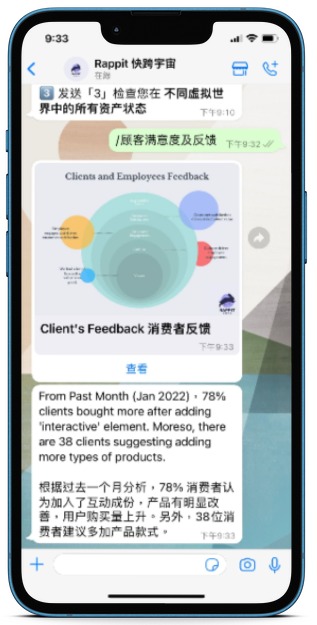 9:33
Rappit 快跨宇宙
在線
3 发送「3」检查您在 不同虚拟世
界中的所有资产状态
下午9:10
/顾客满意度及反馈
下午9:32
Clients and Employees Feedback
RAPPIT
Client's Feedback 消费者反馈
下午9:33
查看
From Past Month (Jan 2022)，78%
clients bought more after adding
'interactive' element. Moreso, there
are 38 clients suggesting adding
more types of products.
根据过去一个月分析，78% 消费者认
为加入了互动成份，产品有明显改
善，用户购买量上升。另外，38位消
费者建议多加产品款式。
下午9:33